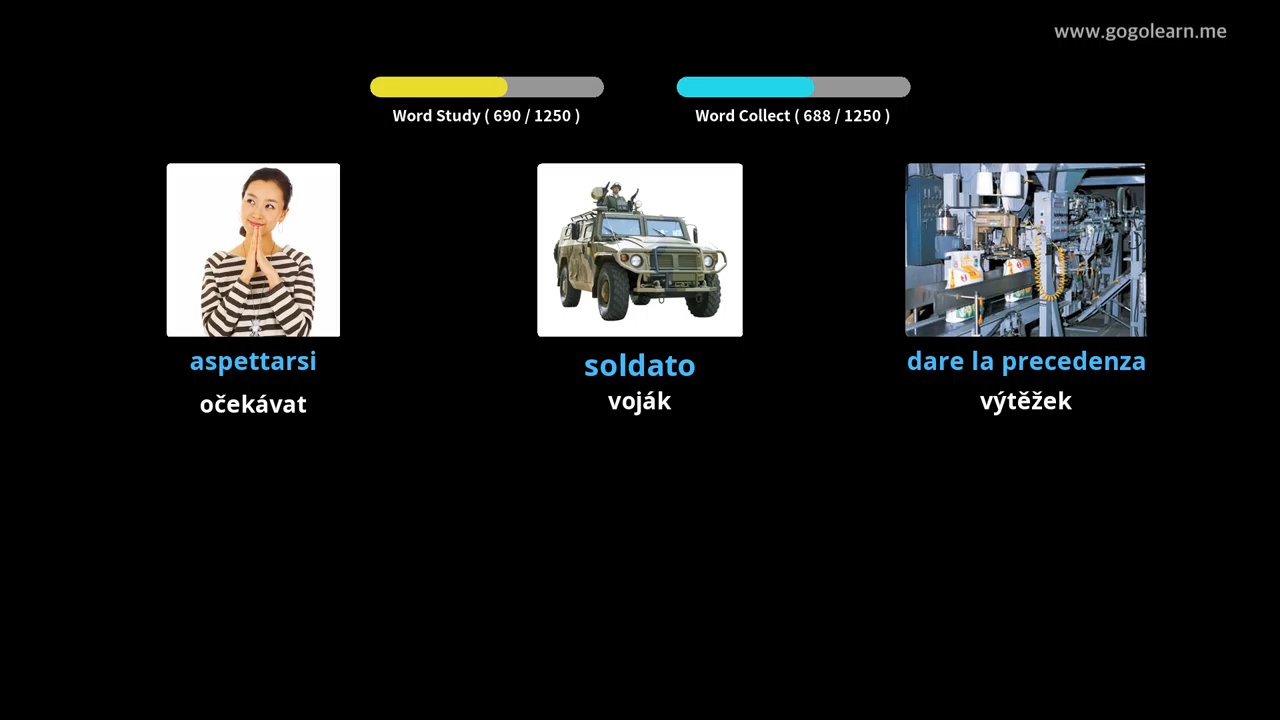 www.gogolearn.me
Word Study ( 690 / 1250 )
Word Collect ( 688 / 1250 )
aspettarsi
očekávat
soldato
voják
dare la precedenza
výtěžek